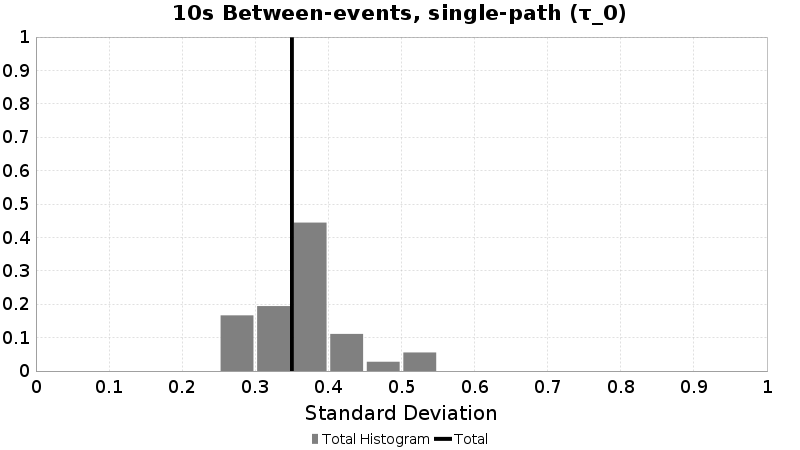 10s Between-events, single-path (τ_0)
1
0.9
0.8
0.7
0.6
0.5
0.4
0.3
0.2
0.1
0
0 0.1 0.2 0.3 0.4 0.5 0.6 0.7 0.8 0.9 1
Standard Deviation
Total Histogram Total